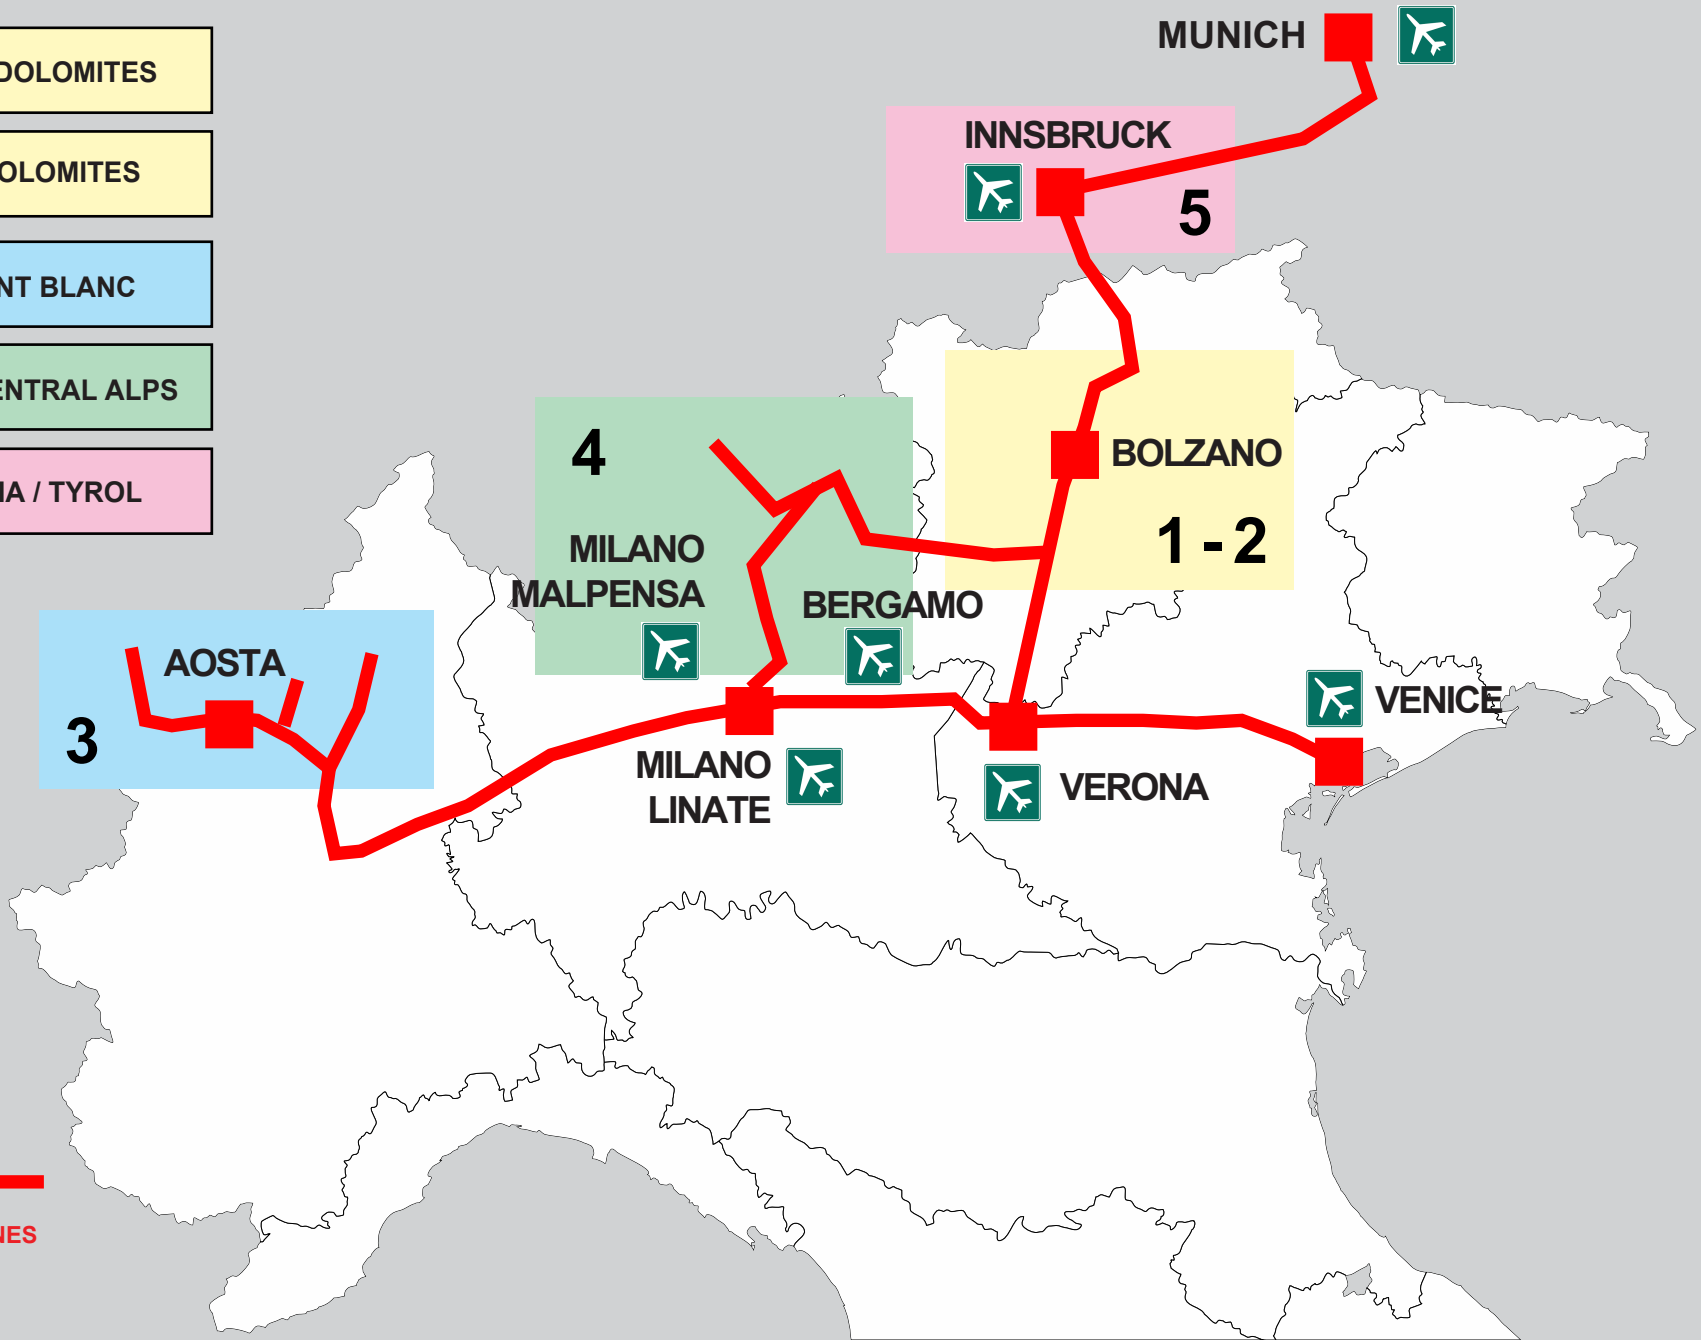 MUNICH
DOLOMITES
INNSBRUCK
OLOMITES
5
NT BLANC
ENTRAL ALPS
4
BOLZANO
IA / TYROL
1 - 2
MILANO
MALPENSA
BERGAMO
AOSTA
3
VENICE
MILANO
LINATE
VERONA
NES